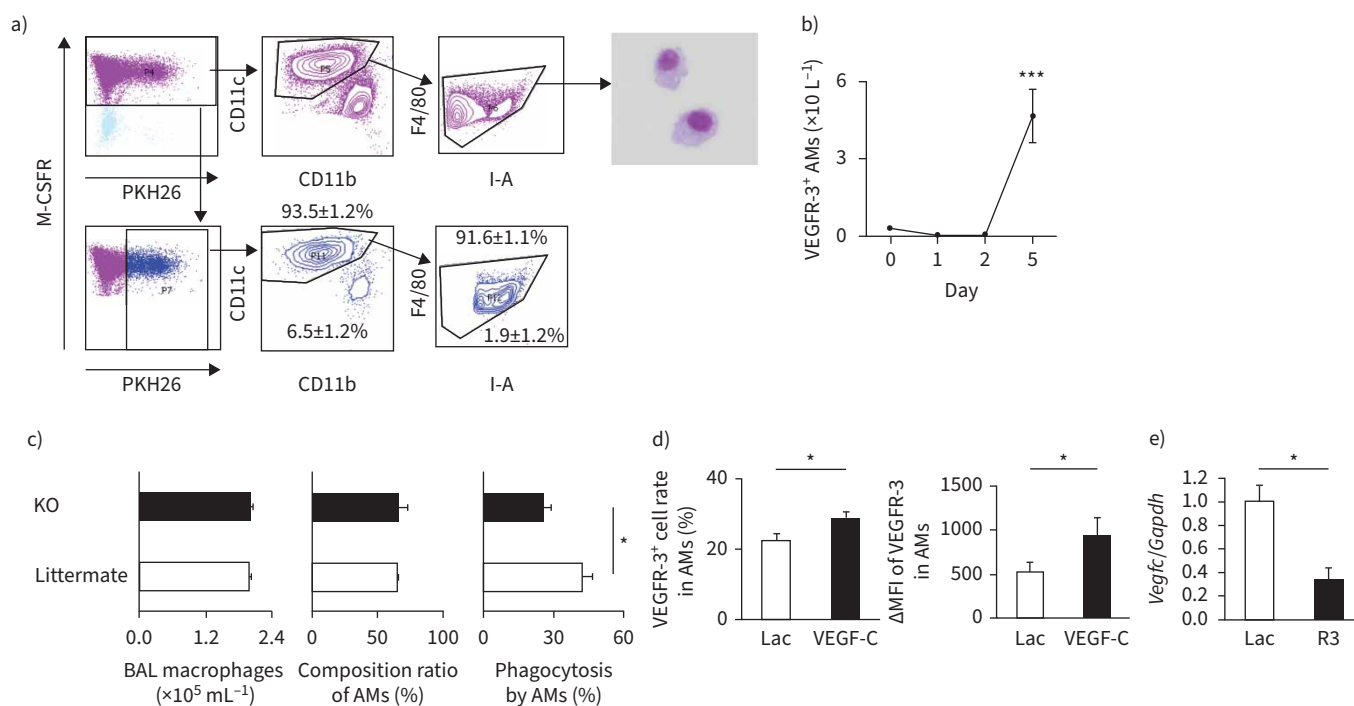 a)
M-CSFR
P4
PKH26
CD11c
P5
CD11b
F4/80
P6
I-A
P7
PKH26
CD11c
93.5±1.2%
P11
6.5±1.2%
CD11b
F4/80
91.6±1.1%
P12
1.9±1.2%
I-A
b)
VEGFR-3+ AMs (×10 L−1)
6
3
0
***
0 1 2 5
Day
c)
KO
Littermate
0.0 1.2 2.4
BAL macrophages
(×10⁵ mL−1)
0 50 100
Composition ratio
of AMs (%)
*
0 60
Phagocytosis
by AMs (%)
d)
VEGFR-3+ cell rate
in AMs (%)
40
20
0
*
Lac VEGF-C
ΔMFI of VEGFR-3
in AMs
1500
1000
500
0
*
Lac VEGF-C
e)
Vegfc/Gapdh
1.2
1.0
0.8
0.6
0.4
0.2
0.0
*
Lac R3